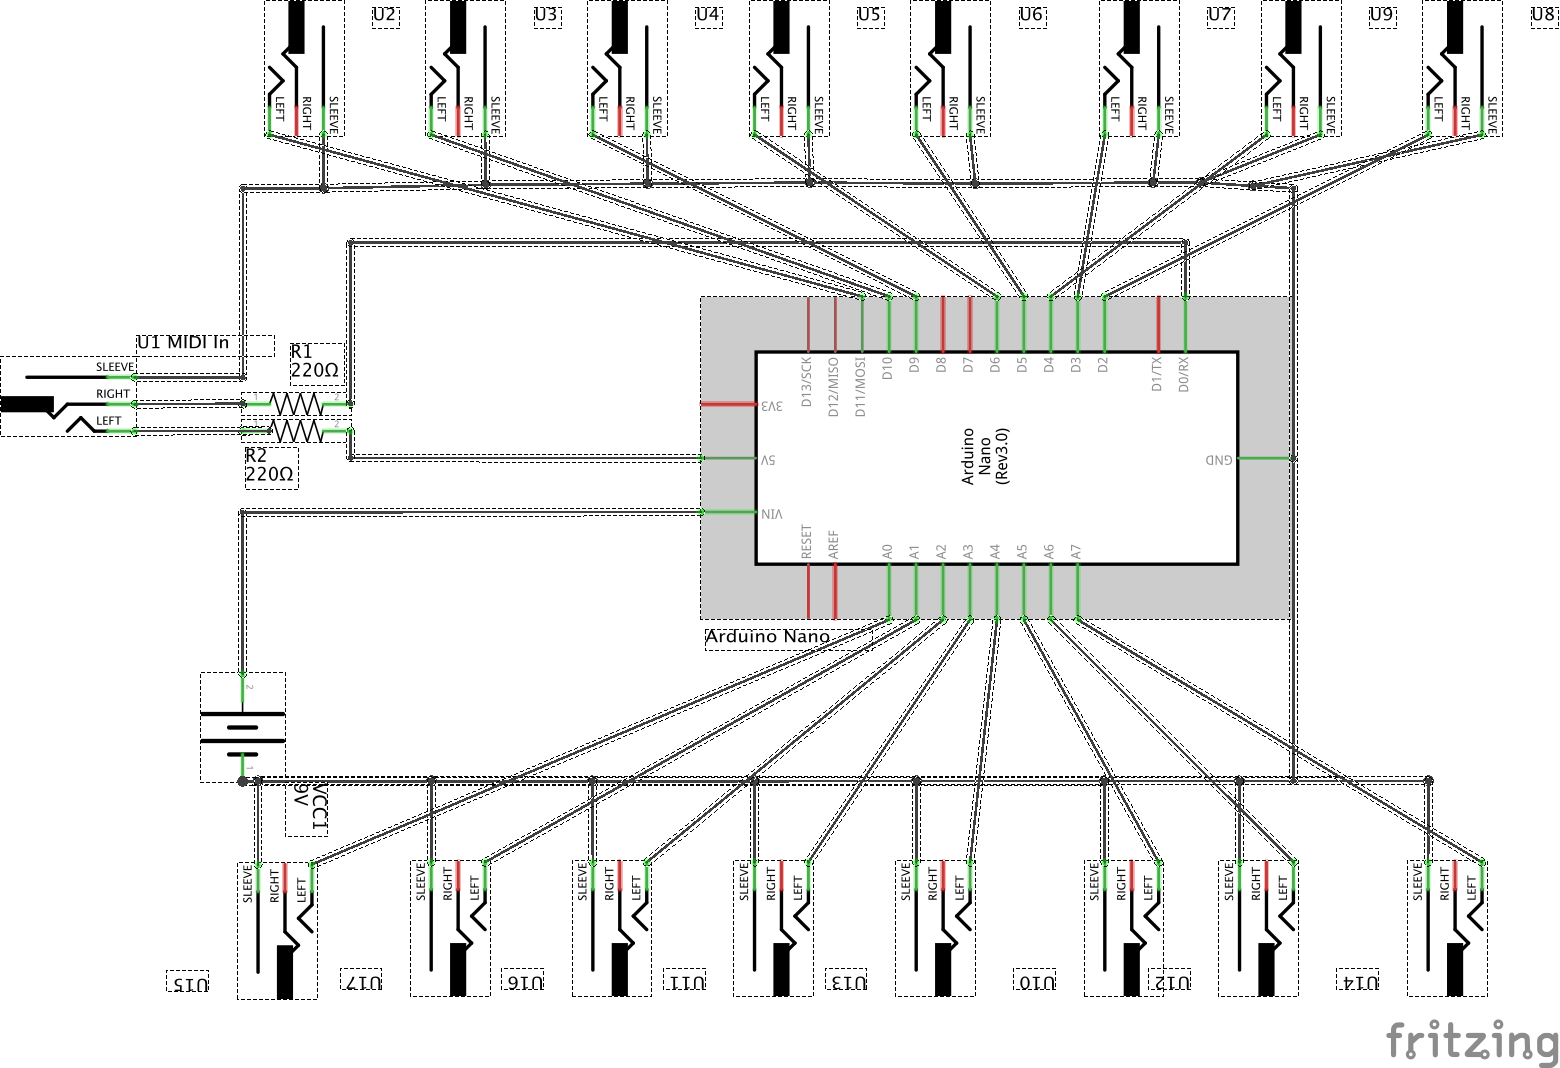 U2
U3
U4
U5
U6
U7
U9
U8
LEFT
RIGHT
SLEEVE
LEFT
RIGHT
SLEEVE
LEFT
RIGHT
SLEEVE
LEFT
RIGHT
SLEEVE
LEFT
RIGHT
SLEEVE
LEFT
RIGHT
SLEEVE
LEFT
RIGHT
SLEEVE
LEFT
RIGHT
SLEEVE
U1 MIDI In
SLEEVE
RIGHT
LEFT
R1
220Ω
1
2
2
R2
220Ω
D13/SCK
D12/MISO
D11/MOSI
D10
D9
D8
D7
D6
D5
D4
D3
D2
D1/TX
D0/RX
3V3
5V
VIN
GND
Arduino
Nano
(Rev3.0)
RESET
AREF
A0
A1
A2
A3
A4
A5
A6
A7
Arduino Nano
2
1
VCC1
9V
SLEEVE
RIGHT
LEFT
SLEEVE
RIGHT
LEFT
SLEEVE
RIGHT
LEFT
SLEEVE
RIGHT
LEFT
SLEEVE
RIGHT
LEFT
SLEEVE
RIGHT
LEFT
SLEEVE
RIGHT
LEFT
SLEEVE
RIGHT
LEFT
U15
U17
U16
U11
U13
U10
U12
U14
fritzing